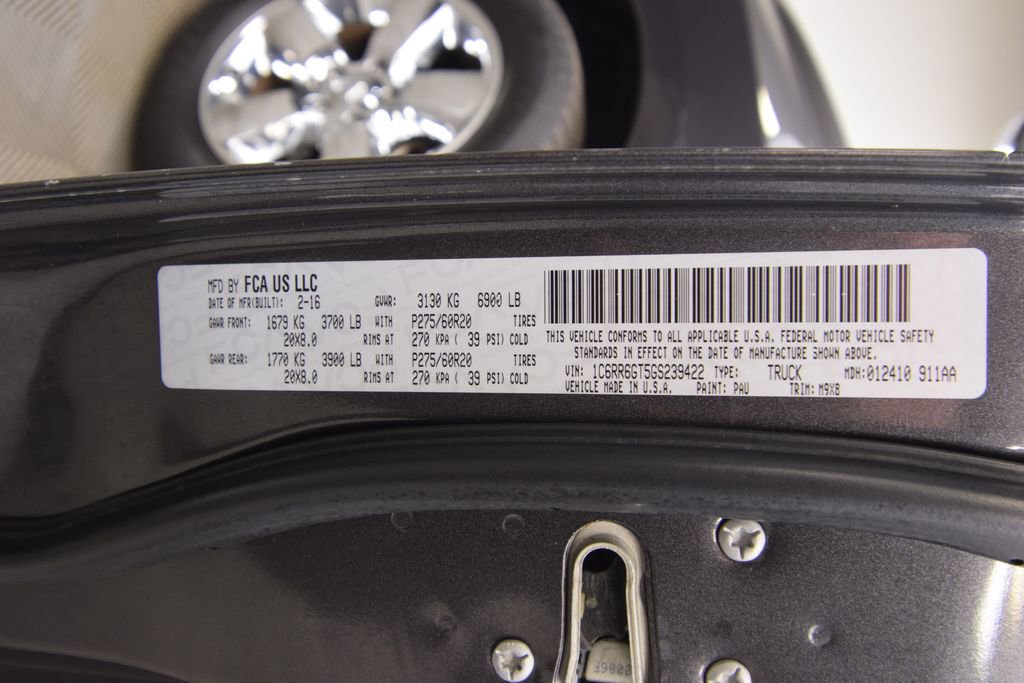 MFD BY FCA US LLC
DATE OF MFR(BUILT): 2-16 GVWR: 3130 KG 6900 LB
GAWR FRONT: 1679 KG 3700 LB WITH P275/60R20 TIRES
20X8.0 RIMS AT 270 KPA ( 39 PSI) COLD
GAWR REAR: 1770 KG 3900 LB WITH P275/60R20 TIRES
20X8.0 RIMS AT 270 KPA ( 39 PSI) COLD
THIS VEHICLE CONFORMS TO ALL APPLICABLE U.S.A. FEDERAL MOTOR VEHICLE SAFETY
STANDARDS IN EFFECT ON THE DATE OF MANUFACTURE SHOWN ABOVE.
VIN: 1C6RR6GT5GS239422 TYPE: TRUCK MDH:012410 911AA
VEHICLE MADE IN U.S.A. PAINT: PAU TRIM: M9X8